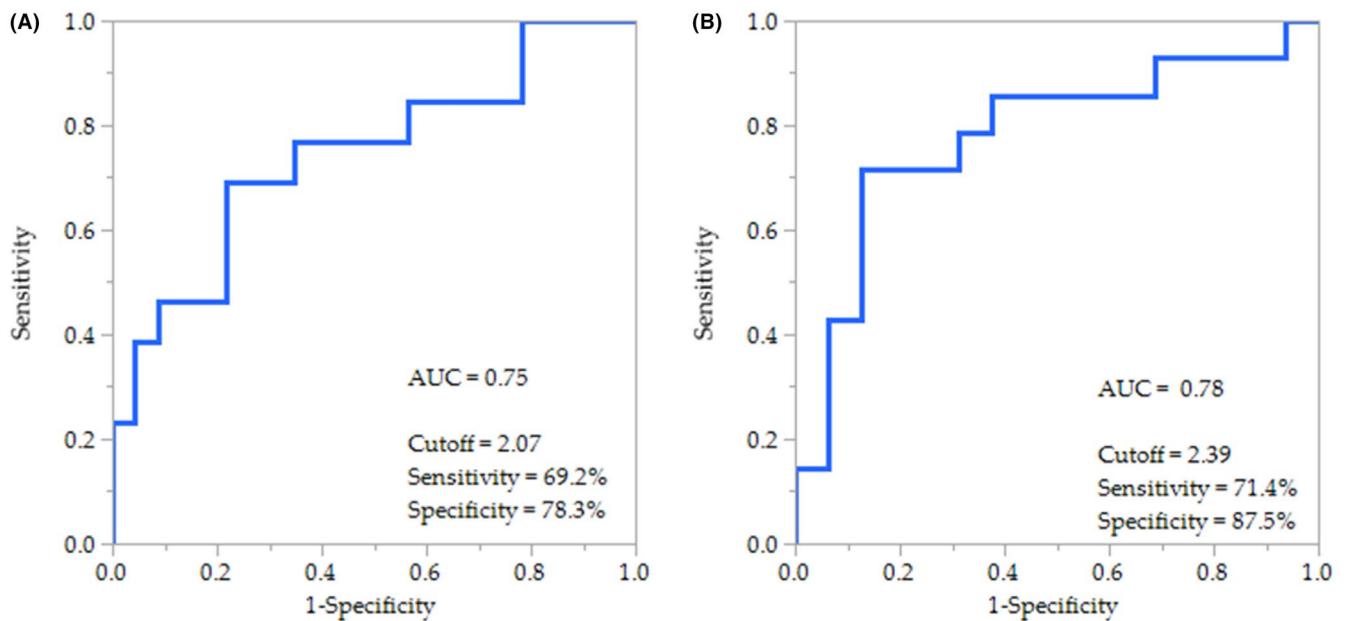 (A)
1.0
0.8
0.6
0.4
0.2
0.0
Sensitivity
AUC = 0.75
Cutoff = 2.07
Sensitivity = 69.2%
Specificity = 78.3%
0.0 0.2 0.4 0.6 0.8 1.0
1-Specificity
(B)
1.0
0.8
0.6
0.4
0.2
0.0
Sensitivity
AUC = 0.78
Cutoff = 2.39
Sensitivity = 71.4%
Specificity = 87.5%
0.0 0.2 0.4 0.6 0.8 1.0
1-Specificity